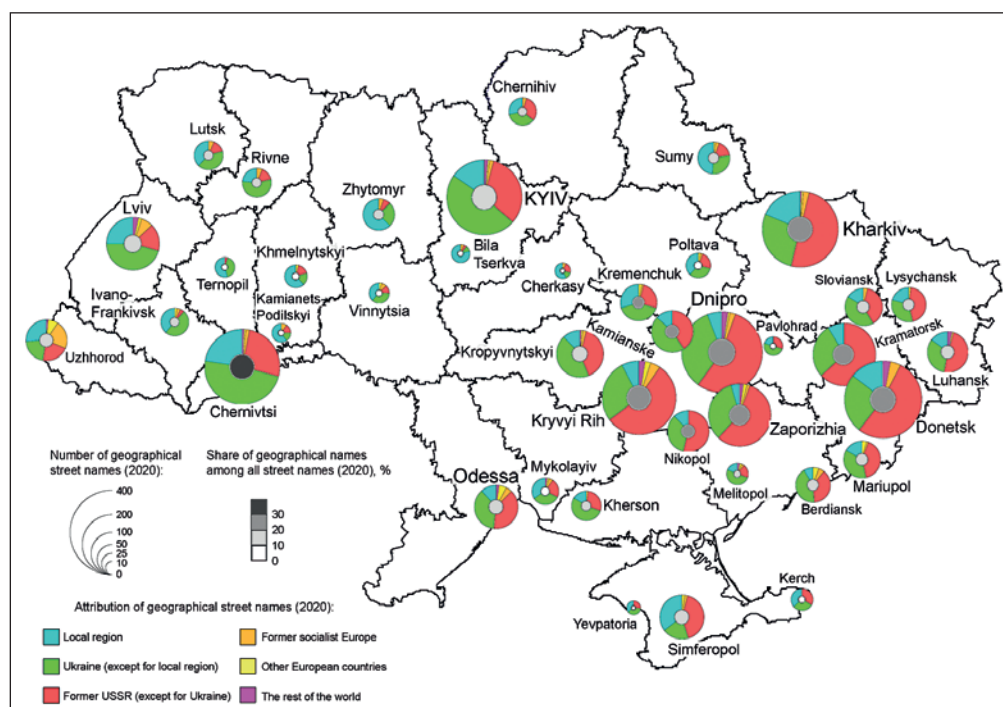 Chernihiv
Lutsk
Rivne
Sumy
Zhytomyr
KYIV
Lviv
Kharkiv
Khmelnytskyi
Bila
Tserkva
Poltava
Ternopil
Cherkasy
Kremenchuk
Sloviansk
Lysychansk
Ivano-
Frankivsk
Kamianets
Podilskyi
Vinnytsia
Dnipro
Uzhhorod
Kropyvnytskyi
Kamianske
Pavlohrad
Kramatorsk
Luhansk
Chernivtsi
Kryvyi Rih
Zaporizhia
Donetsk
Nikopol
Number of geographical
street names (2020):
Share of geographical names
among all street names (2020), %
Odessa
Mykolayiv
Kherson
Melitopol
Mariupol
Berdiansk
400
200
100
50
25
10
0
30
20
10
Kerch
Yevpatoria
Simferopol
Attribution of geographical street names (2020):
Local region
Former socialist Europe
Ukraine (except for local region)
Other European countries
Former USSR (except for Ukraine)
The rest of the world